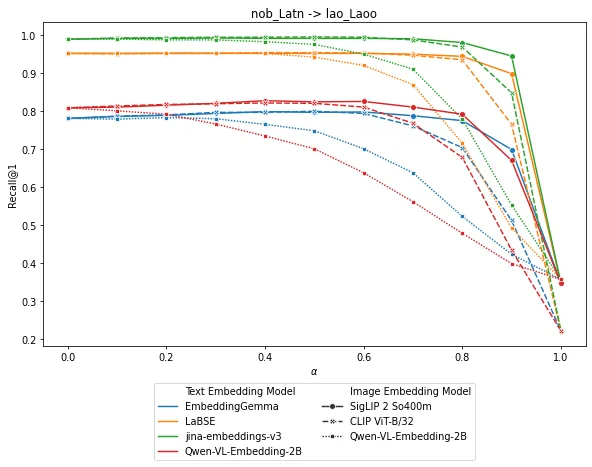 nob_Latn -> lao_Laoo
1.0
0.9
0.8
0.7
0.6
0.5
0.4
0.3
0.2
Recall@1
0.0 0.2 0.4 0.6 0.8 1.0
α
Text Embedding Model Image Embedding Model
EmbeddingGemma SigLIP 2 So400m
LaBSE CLIP ViT-B/32
jina-embeddings-v3 Qwen-VL-Embedding-2B
Qwen-VL-Embedding-2B